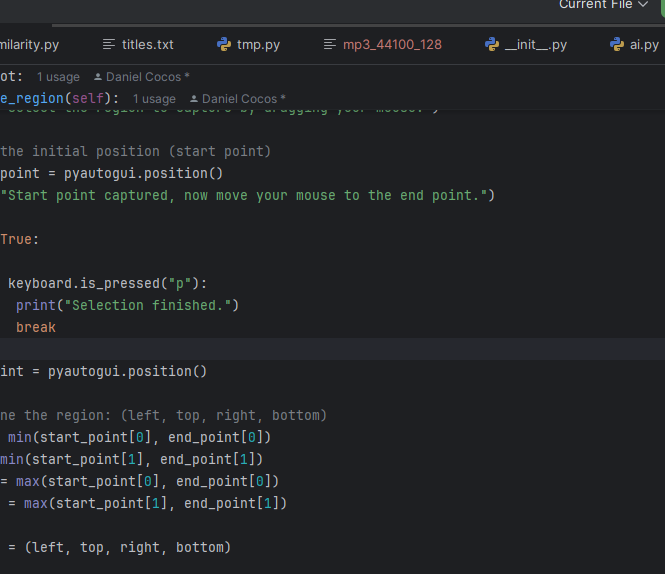 Current File
milarity.py titles.txt tmp.py mp3_44100_128 __init__.py ai.py
ot: 1 usage Daniel Cocos *
e_region(self): 1 usage Daniel Cocos *
the initial position (start point)
point = pyautogui.position()
"Start point captured, now move your mouse to the end point.")
True:
keyboard.is_pressed("p"):
print("Selection finished.")
break
int = pyautogui.position()
ne the region: (left, top, right, bottom)
min(start_point[0], end_point[0])
min(start_point[1], end_point[1])
= max(start_point[0], end_point[0])
= max(start_point[1], end_point[1])
= (left, top, right, bottom)